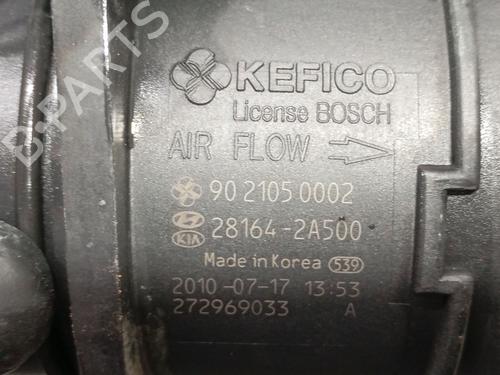 KEFICO
License BOSCH
AIR FLOW
90 2105 0002
28164-2A500
KIA
Made in Korea 539
2010-07-17 13:53
272969033 A
B-PARTS